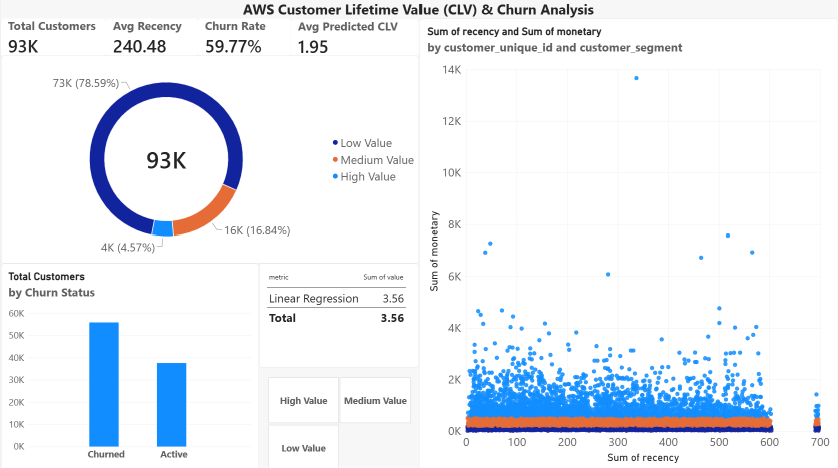 AWS Customer Lifetime Value (CLV) & Churn Analysis
Total Customers
93K
Avg Recency
240.48
Churn Rate
59.77%
Avg Predicted CLV
1.95
73K (78.59%)
93K
16K (16.84%)
4K (4.57%)
Low Value
Medium Value
High Value
Total Customers
by Churn Status
60K
50K
40K
30K
20K
10K
0K
Churned
Active
metric Sum of value
Linear Regression 3.56
Total 3.56
High Value
Medium Value
Low Value
Sum of recency and Sum of monetary
by customer_unique_id and customer_segment
Sum of monetary
14K
12K
10K
8K
6K
4K
2K
0K
0 100 200 300 400 500 600 700
Sum of recency